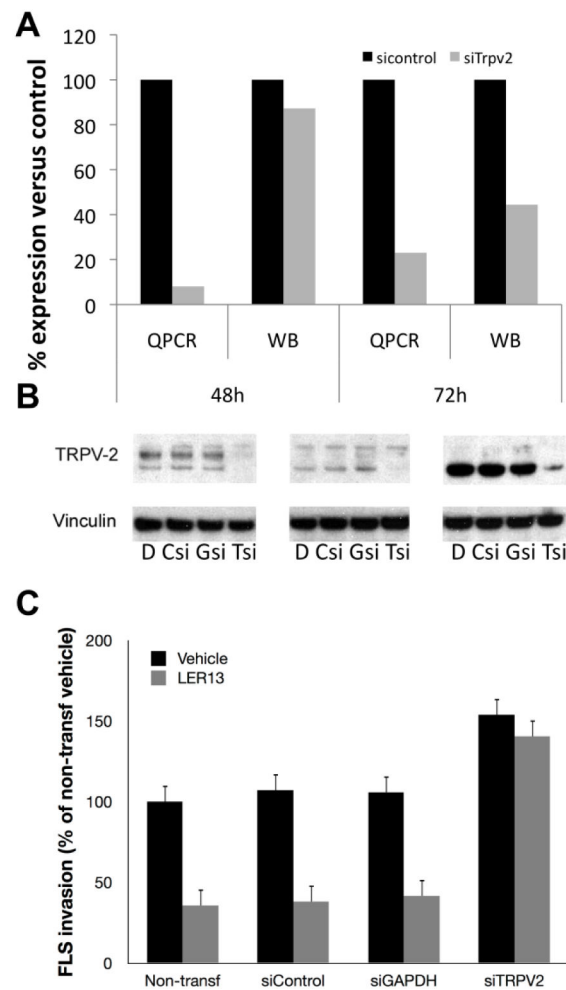 A
% expression versus control
120
100
80
60
40
20
0
sicontrol siTrpv2
QPCR WB QPCR WB
48h 72h
B
TRPV-2
Vinculin
D Csi Gsi Tsi D Csi Gsi Tsi D Csi Gsi Tsi
C
FLS invasion (% of non-transf vehicle)
200
150
100
50
0
Vehicle
LER13
Non-transf siControl siGAPDH siTRPV2